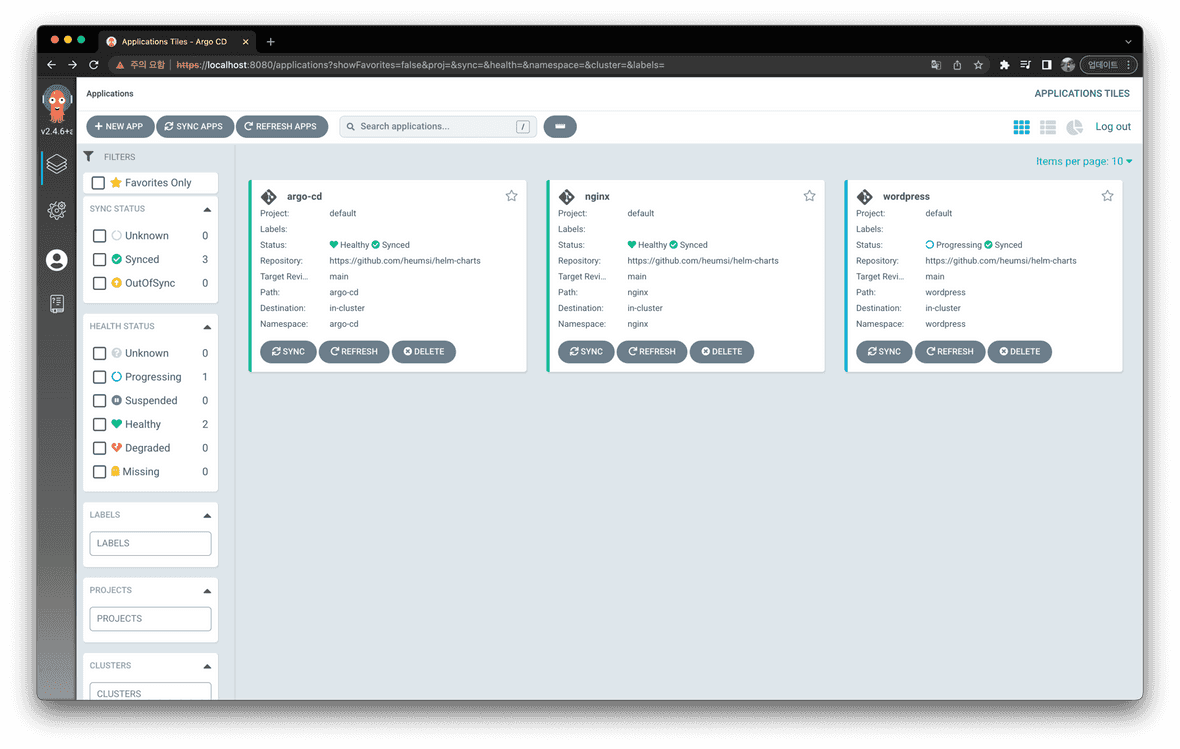 Applications Tiles - Argo CD
주의 요함 https://localhost:8080/applications?showFavorites=false&proj=&sync=&health=&namespace=&cluster=&labels=
업데이트
v2.4.6+a
Applications
APPLICATIONS TILES
NEW APP
SYNC APPS
REFRESH APPS
Search applications...
/
Log out
FILTERS
Favorites Only
SYNC STATUS
Unknown 0
Synced 3
OutOfSync 0
HEALTH STATUS
Unknown 0
Progressing 1
Suspended 0
Healthy 2
Degraded 0
Missing 0
LABELS
LABELS
PROJECTS
PROJECTS
CLUSTERS
CLUSTERS
Items per page: 10
argo-cd
Project: default
Labels:
Status: Healthy Synced
Repository: https://github.com/heumsi/helm-charts
Target Revi... main
Path: argo-cd
Destination: in-cluster
Namespace: argo-cd
SYNC REFRESH DELETE
nginx
Project: default
Labels:
Status: Healthy Synced
Repository: https://github.com/heumsi/helm-charts
Target Revi... main
Path: nginx
Destination: in-cluster
Namespace: nginx
SYNC REFRESH DELETE
wordpress
Project: default
Labels:
Status: Progressing Synced
Repository: https://github.com/heumsi/helm-charts
Target Revi... main
Path: wordpress
Destination: in-cluster
Namespace: wordpress
SYNC REFRESH DELETE